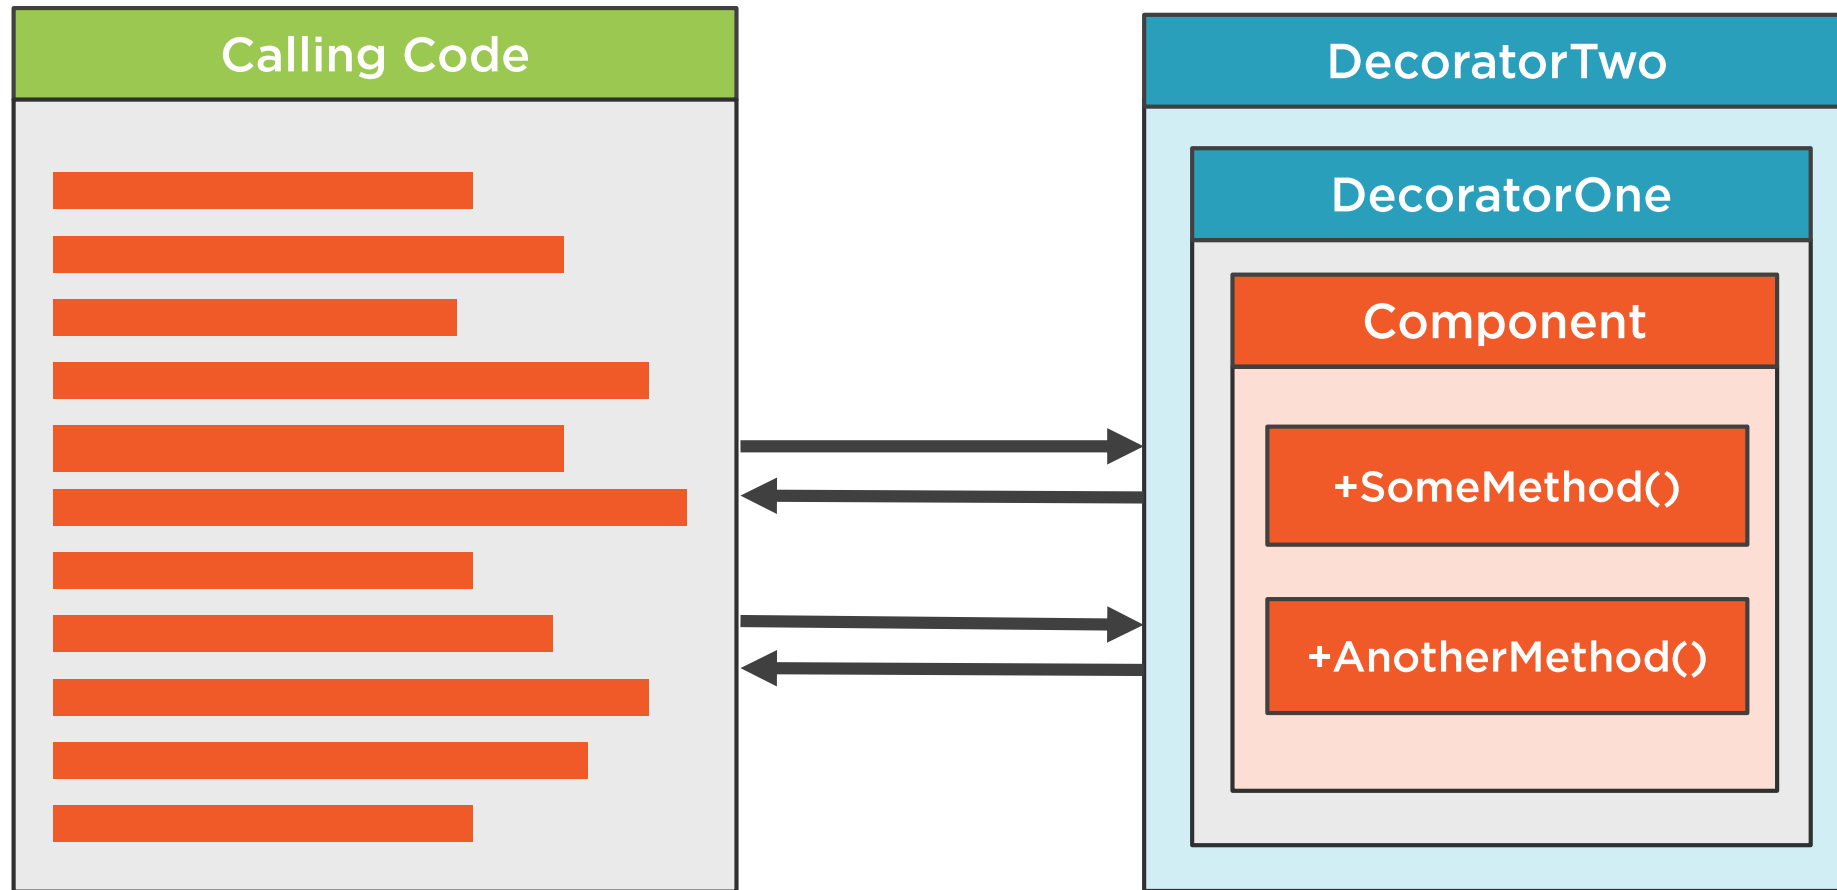 Calling Code
DecoratorTwo
DecoratorOne
Component
+SomeMethod()
+AnotherMethod()